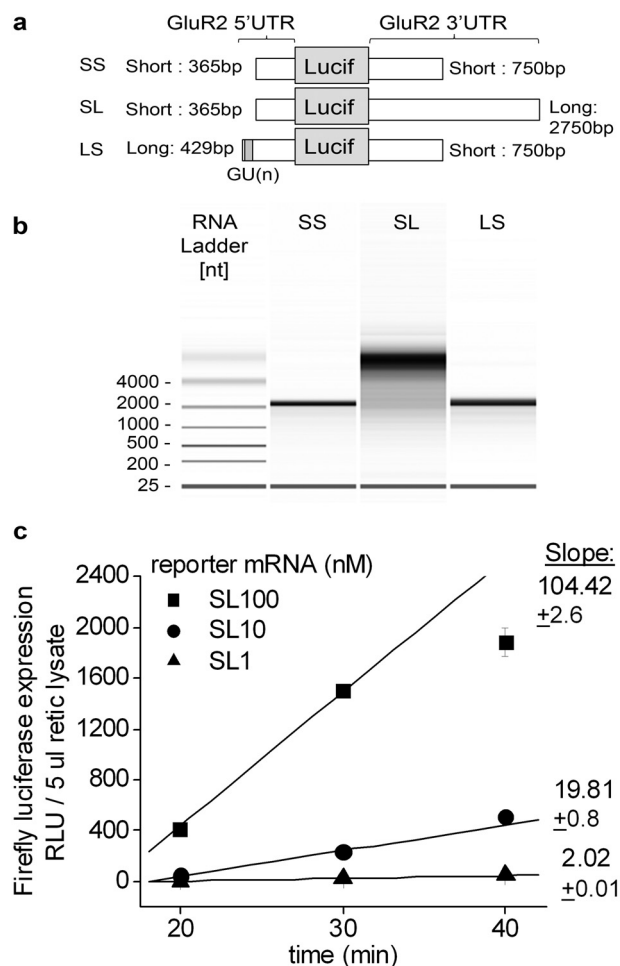 a
GluR2 5’UTR GluR2 3’UTR
SS Short : 365bp Lucif Short : 750bp
SL Short : 365bp Lucif Long: 2750bp
LS Long: 429bp Lucif Short : 750bp
GU(n)
b
RNA Ladder [nt] SS SL LS
4000 -
2000 -
1000 -
500 -
200 -
25 -
c
reporter mRNA (nM)
SL100
SL10
SL1
Slope:
104.42
±2.6
19.81
±0.8
2.02
±0.01
Firefly luciferase expression
RLU / 5 ul retic lysate
2400
2000
1600
1200
800
400
0
20 30 40
time (min)